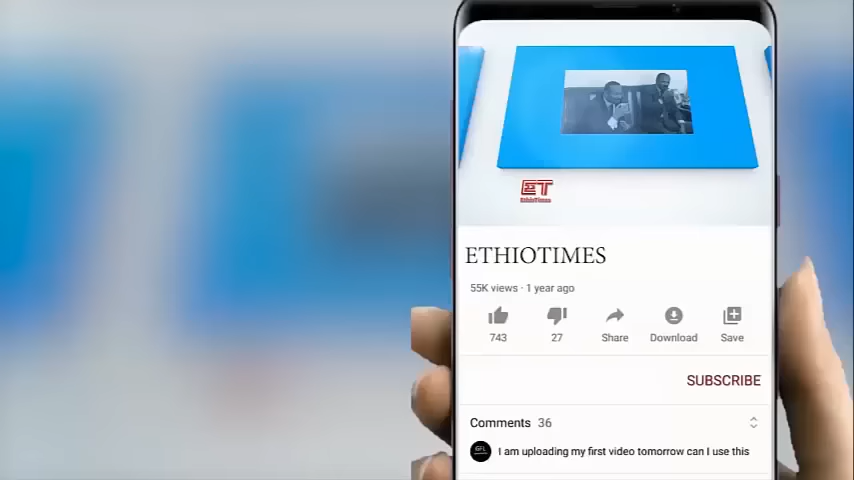 ET
EthioTimes
ETHIOTIMES
55K views · 1 year ago
743 27 Share Download Save
SUBSCRIBE
Comments 36
GFL I am uploading my first video tomorrow can I use this